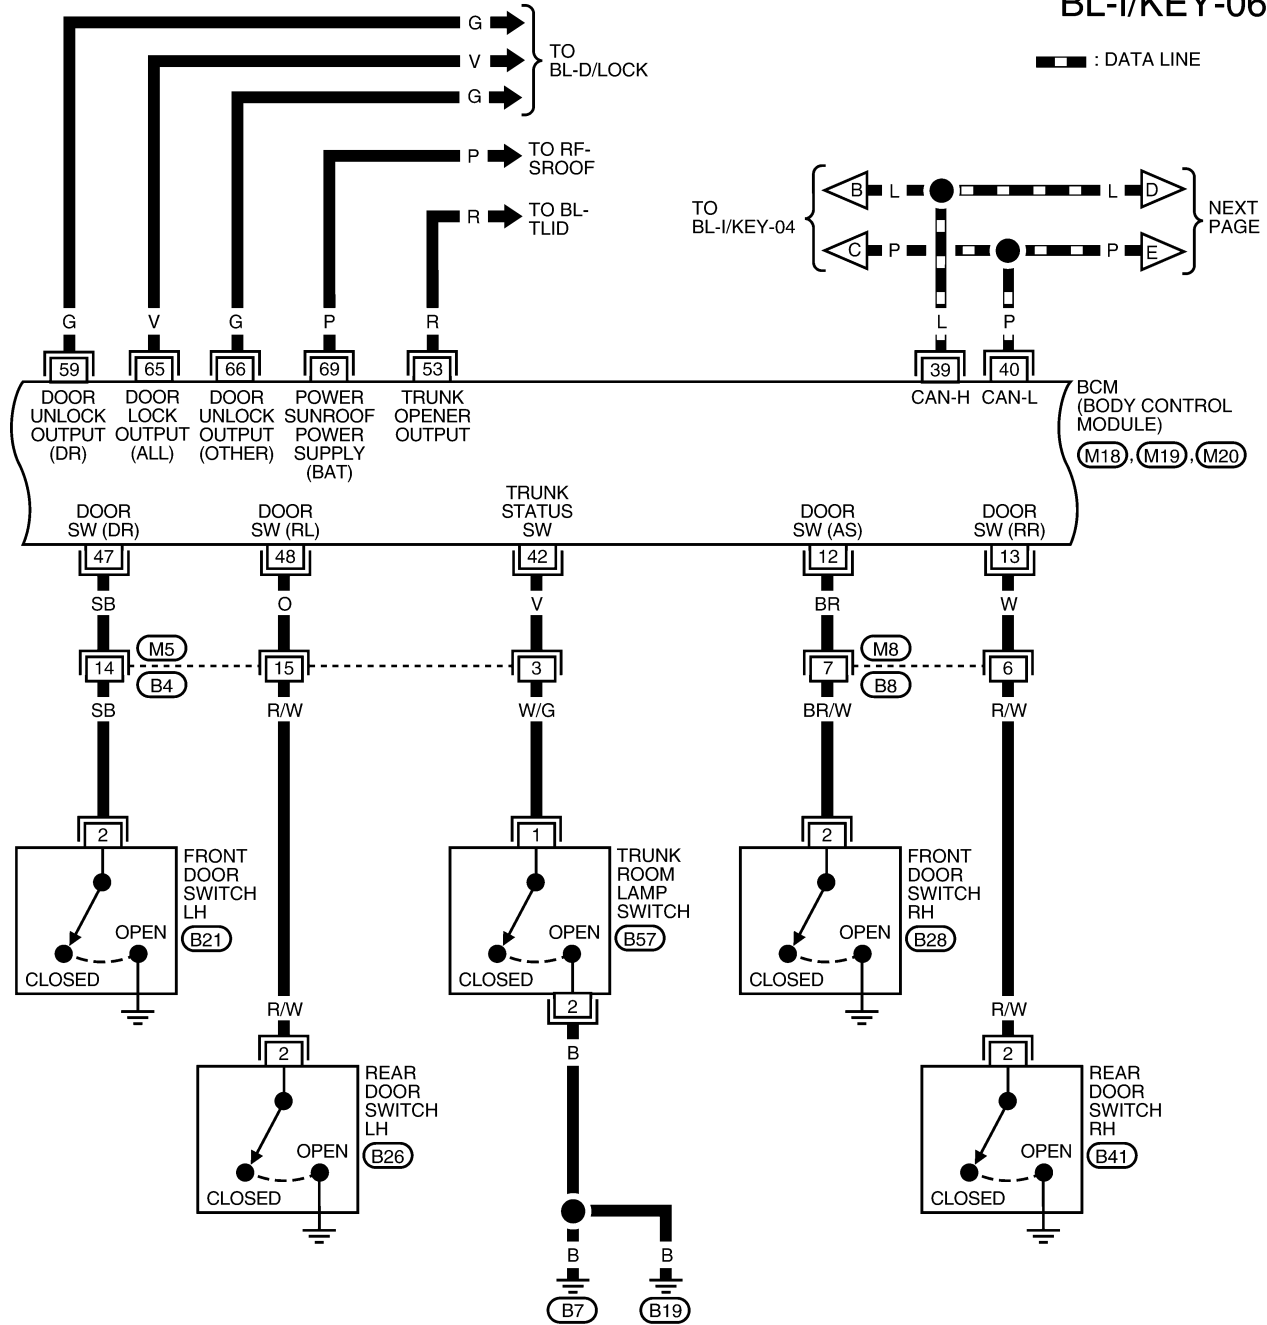 BL-I/KEY-06
: DATA LINE
G
V
G
TO
BL-D/LOCK
P
TO RF-
SROOF
R
TO BL-
TLID
TO
BL-I/KEY-04
B L L D
C P P E
NEXT
PAGE
G V G P R L P
59 65 66 69 53 39 40
DOOR
UNLOCK
OUTPUT
(DR)
DOOR
LOCK
OUTPUT
(ALL)
DOOR
UNLOCK
OUTPUT
(OTHER)
POWER
SUNROOF
POWER
SUPPLY
(BAT)
TRUNK
OPENER
OUTPUT
CAN-H CAN-L
BCM
(BODY CONTROL
MODULE)
M18 , M19 , M20
DOOR
SW (DR)
DOOR
SW (RL)
TRUNK
STATUS
SW
DOOR
SW (AS)
DOOR
SW (RR)
47 48 42 12 13
SB O V BR W
M5 M8
14 15 3 7 6
B4 B8
SB R/W W/G BR/W R/W
2 1 2
FRONT
DOOR
SWITCH
LH
B21
OPEN
CLOSED
TRUNK
ROOM
LAMP
SWITCH
B57
OPEN
CLOSED
2
FRONT
DOOR
SWITCH
RH
B28
OPEN
CLOSED
R/W B R/W
2 2
REAR
DOOR
SWITCH
LH
B26
OPEN
CLOSED
REAR
DOOR
SWITCH
RH
B41
OPEN
CLOSED
B B
B7 B19